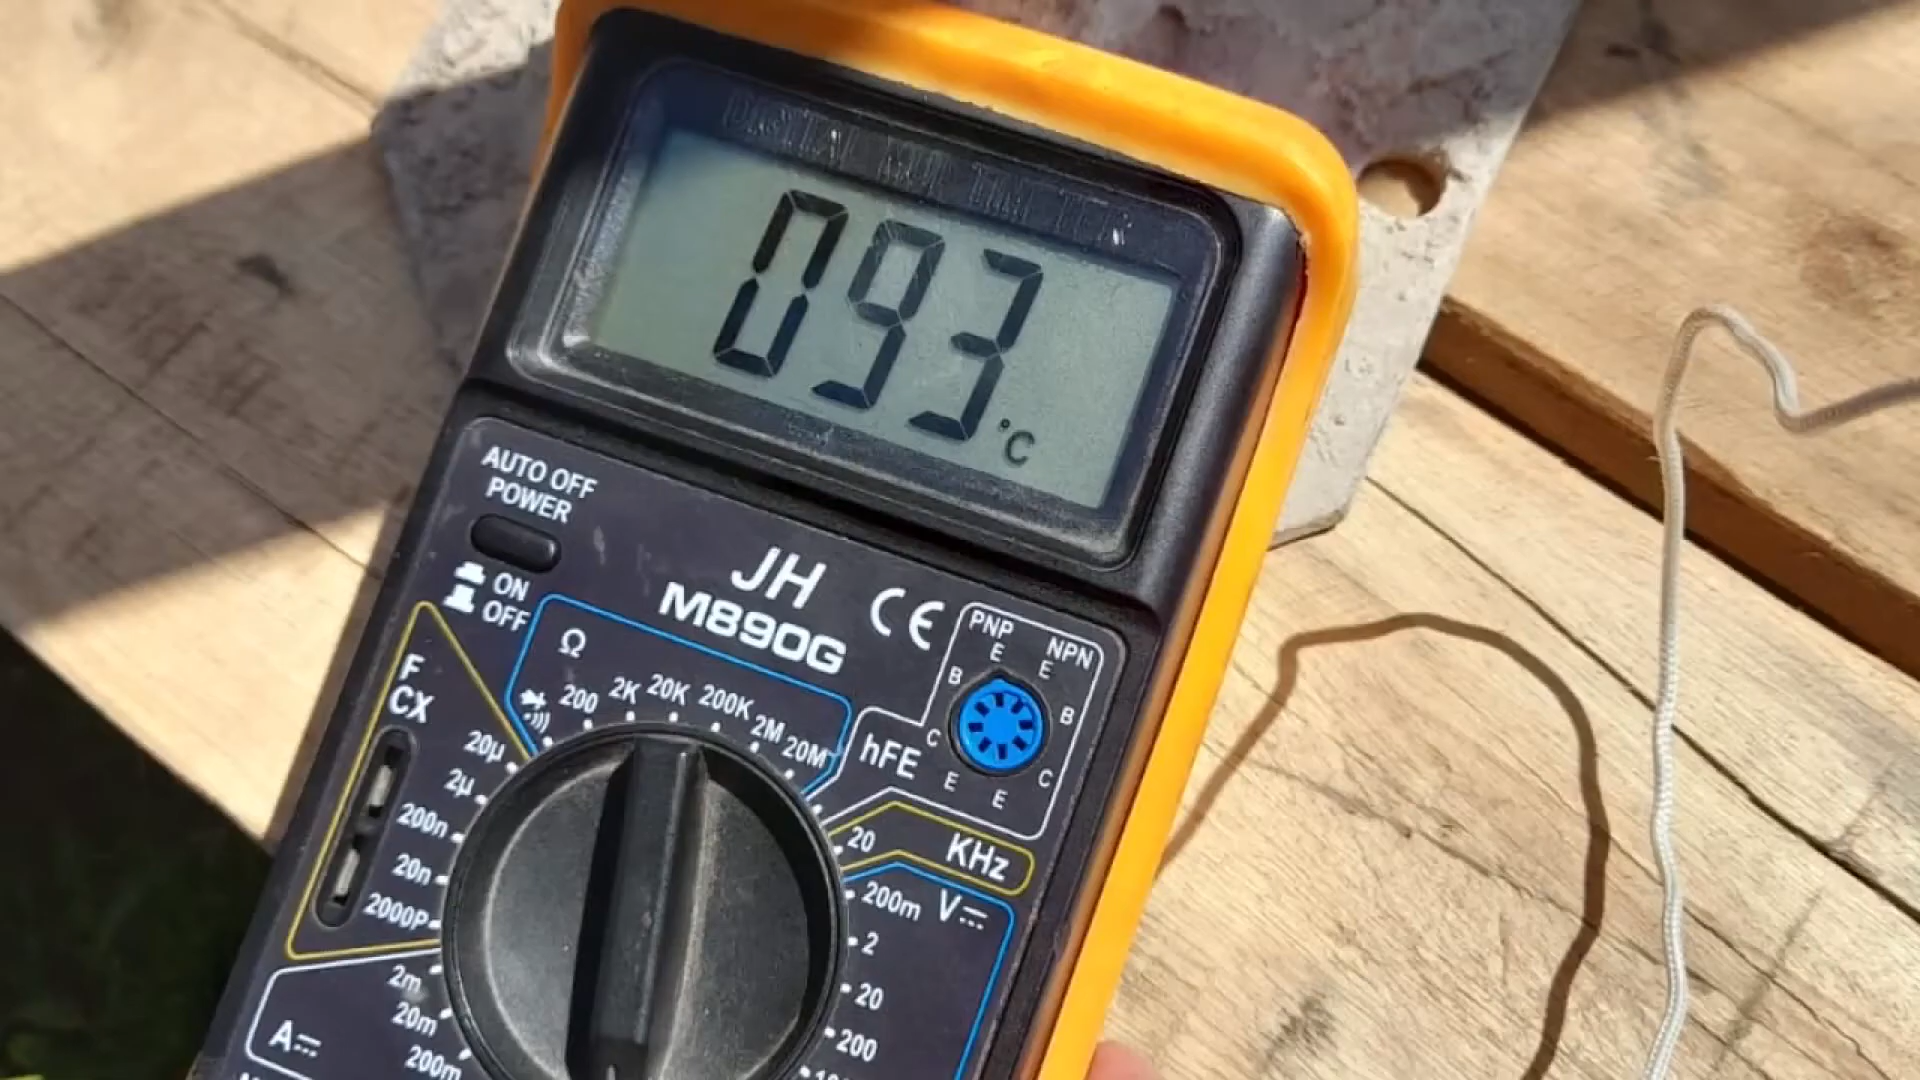 DIGITAL MULTIMETER
093 °C
AUTO OFF
POWER
ON
OFF
JH
M890G
CE
PNP
NPN
E
E
B
B
C
C
E
E
hFE
Ω
200
2K
20K
200K
2M
20M
F
CX
20µ
2µ
200n
20n
2000P
20
KHz
200m
V
2
20
200
A
2m
20m
200m